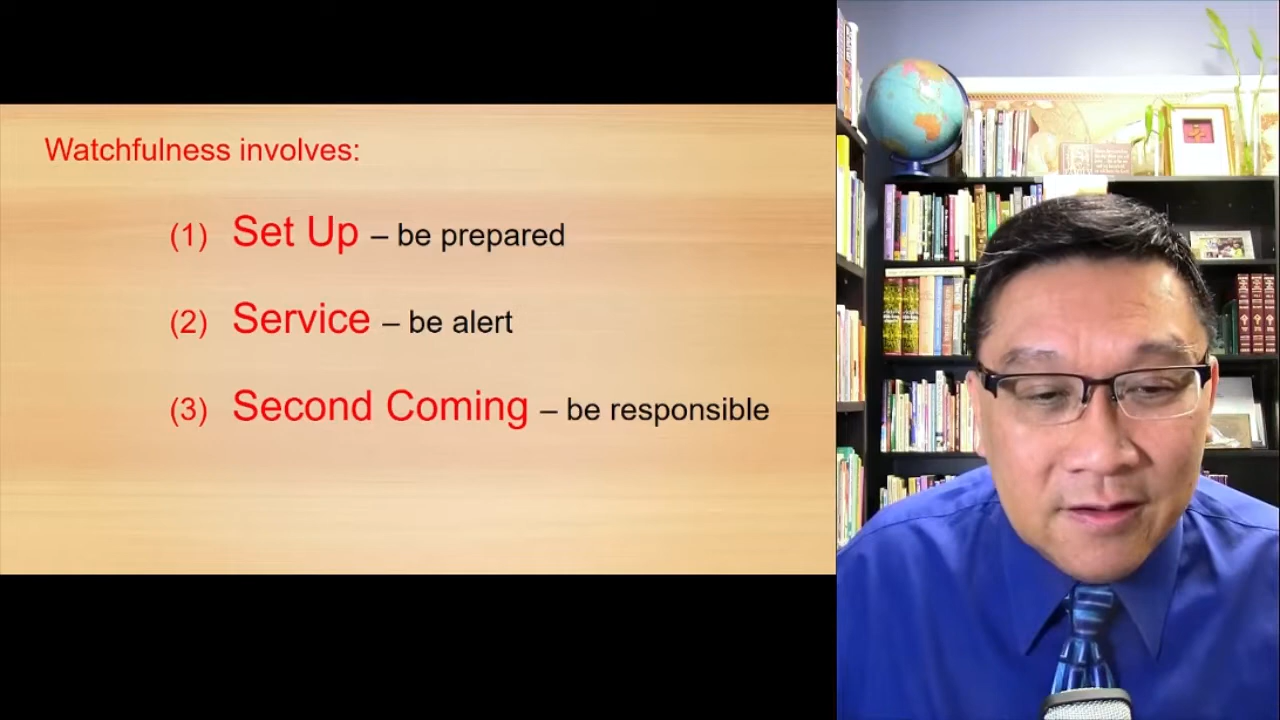 Watchfulness involves:
(1) Set Up – be prepared
(2) Service – be alert
(3) Second Coming – be responsible